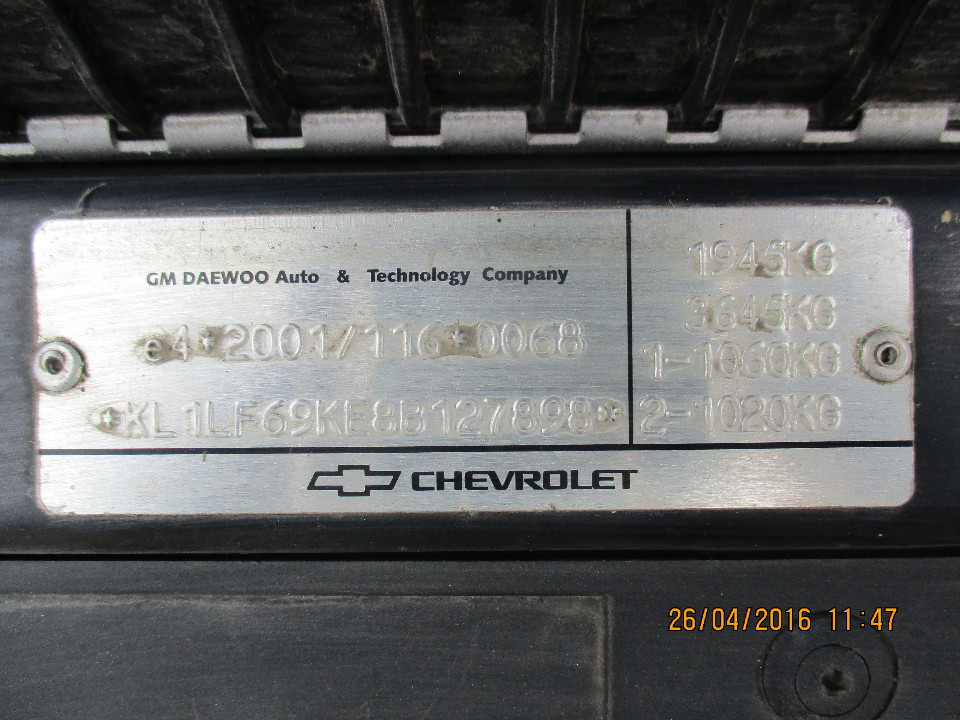 GM DAEWOO Auto & Technology Company
e4*2001/116*0068
*KL1LF69KE8B127898*
1945KG
3645KG
1-1060KG
2-1020KG
CHEVROLET
26/04/2016 11:47